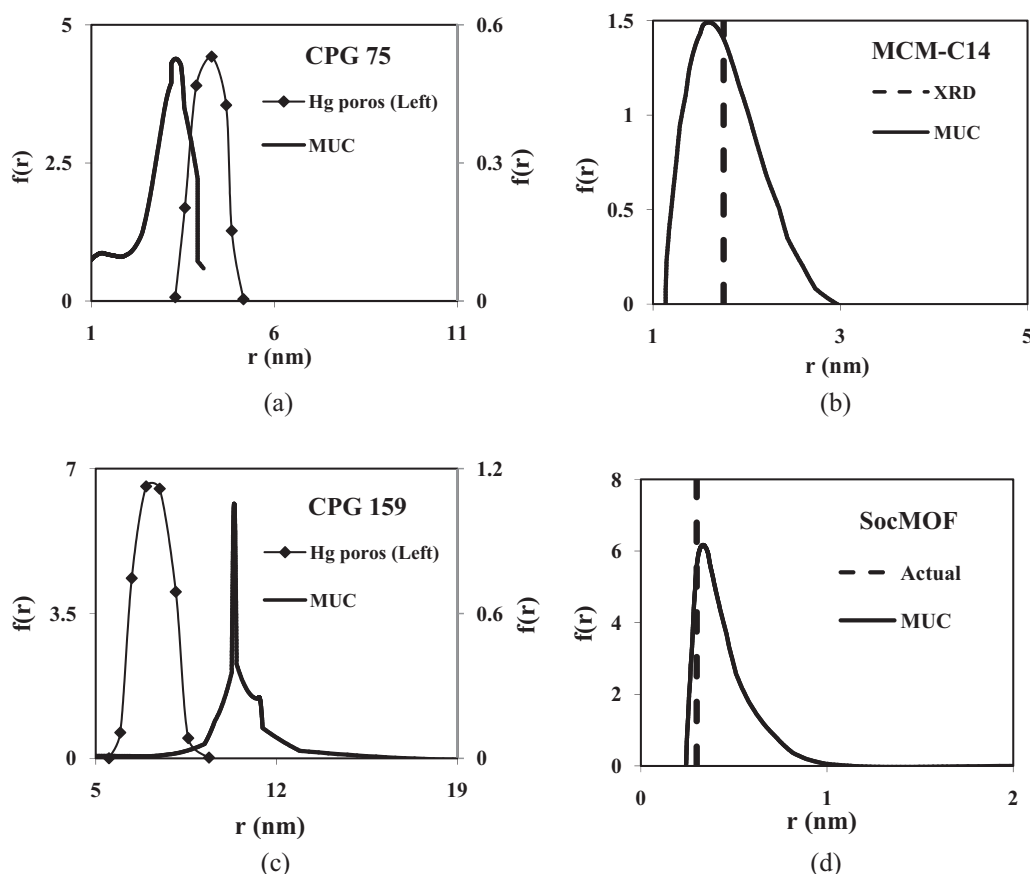 CPG 75
Hg poros (Left)
MUC
f(r)
5
2.5
0
0.6
0.3
0
f(r)
1
6
11
r (nm)
(a)
MCM-C14
XRD
MUC
f(r)
1.5
1
0.5
0
1
3
5
r (nm)
(b)
CPG 159
Hg poros (Left)
MUC
f(r)
7
3.5
0
1.2
0.6
0
f(r)
5
12
19
r (nm)
(c)
SocMOF
Actual
MUC
f(r)
8
6
4
2
0
0
1
2
r (nm)
(d)